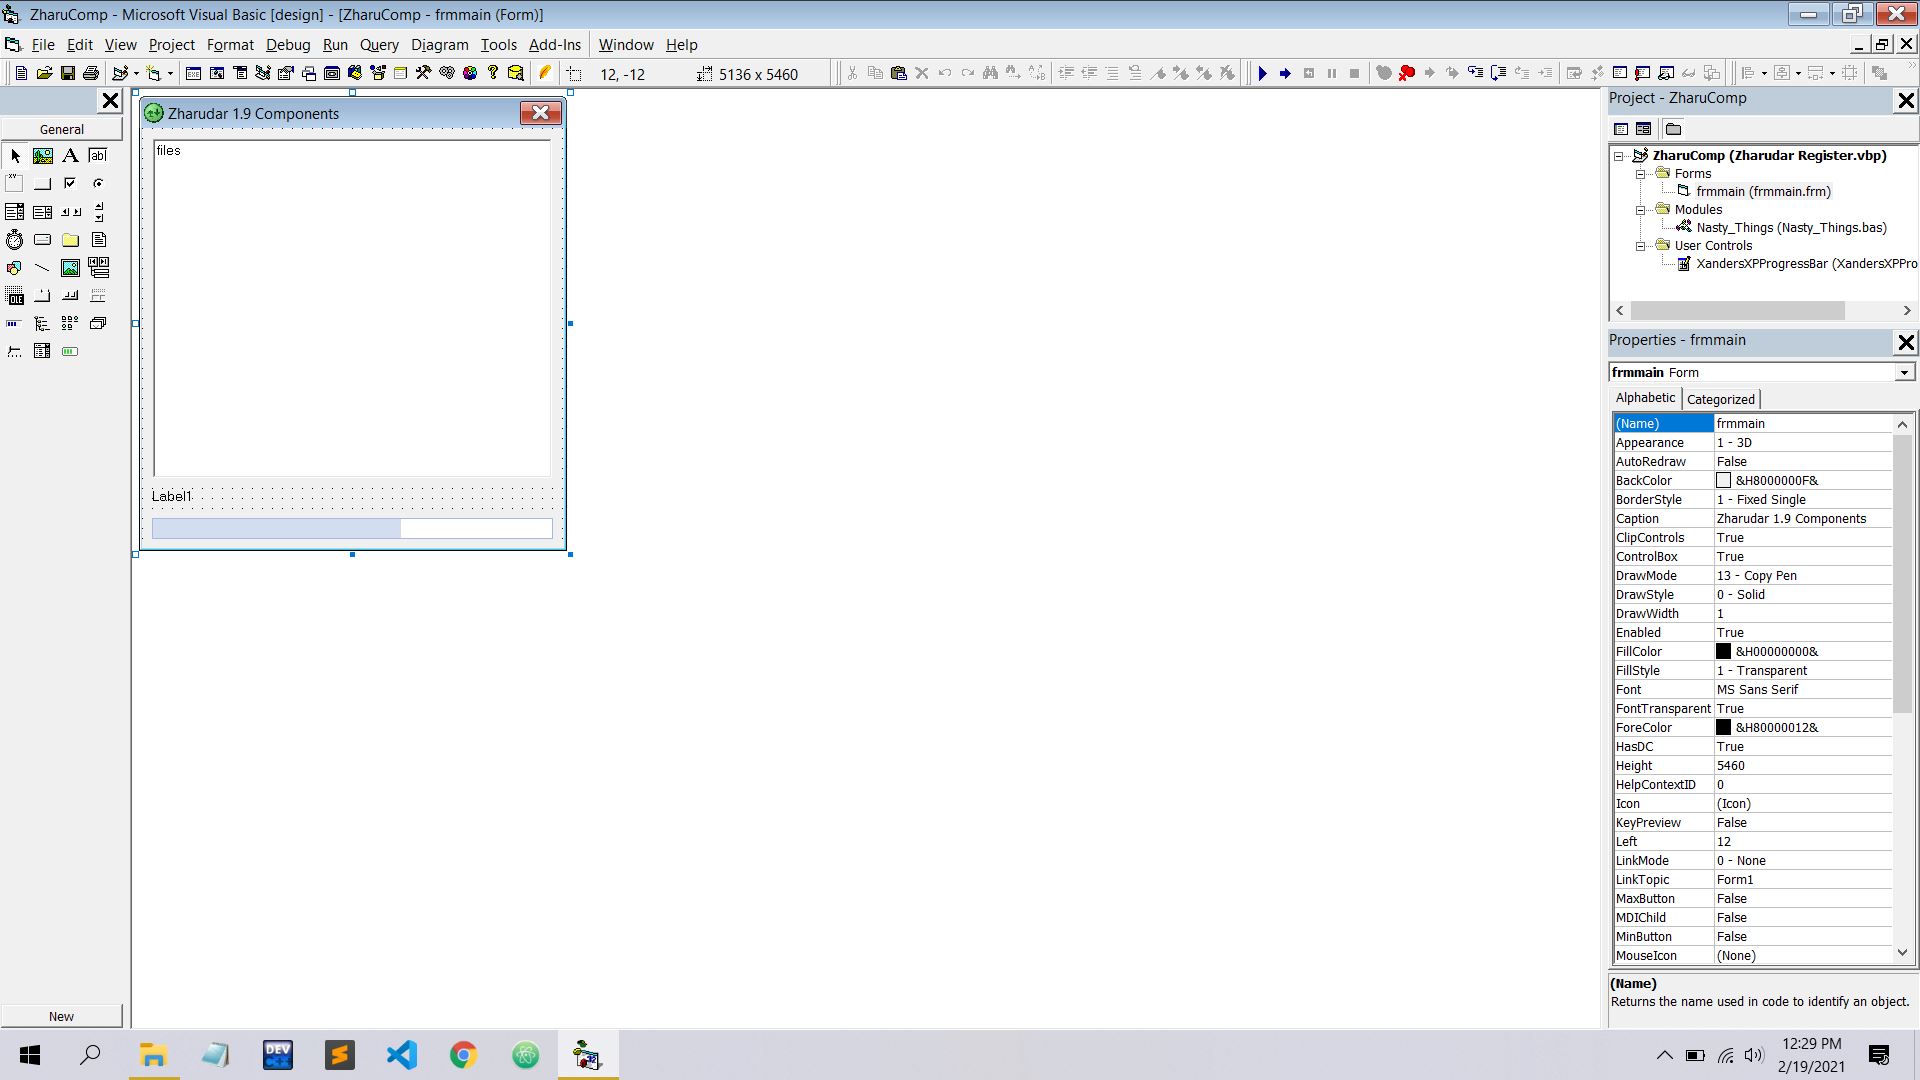 ZharuComp - Microsoft Visual Basic [design] - [ZharuComp - frmmain (Form)]
File Edit View Project Format Debug Run Query Diagram Tools Add-Ins Window Help
12, -12 5136 x 5460
General
A
ab
OLE
New
Zharudar 1.9 Components
files
Label1
Project - ZharuComp
ZharuComp (Zharudar Register.vbp)
Forms
frmmain (frmmain.frm)
Modules
Nasty_Things (Nasty_Things.bas)
User Controls
XandersXPProgressBar (XandersXPPro
Properties - frmmain
frmmain Form
Alphabetic Categorized
(Name) frmmain
Appearance 1 - 3D
AutoRedraw False
BackColor &H8000000F&
BorderStyle 1 - Fixed Single
Caption Zharudar 1.9 Components
ClipControls True
ControlBox True
DrawMode 13 - Copy Pen
DrawStyle 0 - Solid
DrawWidth 1
Enabled True
FillColor &H00000000&
FillStyle 1 - Transparent
Font MS Sans Serif
FontTransparent True
ForeColor &H80000012&
HasDC True
Height 5460
HelpContextID 0
Icon (Icon)
KeyPreview False
Left 12
LinkMode 0 - None
LinkTopic Form1
MaxButton False
MDIChild False
MinButton False
MouseIcon (None)
(Name)
Returns the name used in code to identify an object.
DEV
C++
12:29 PM
2/19/2021